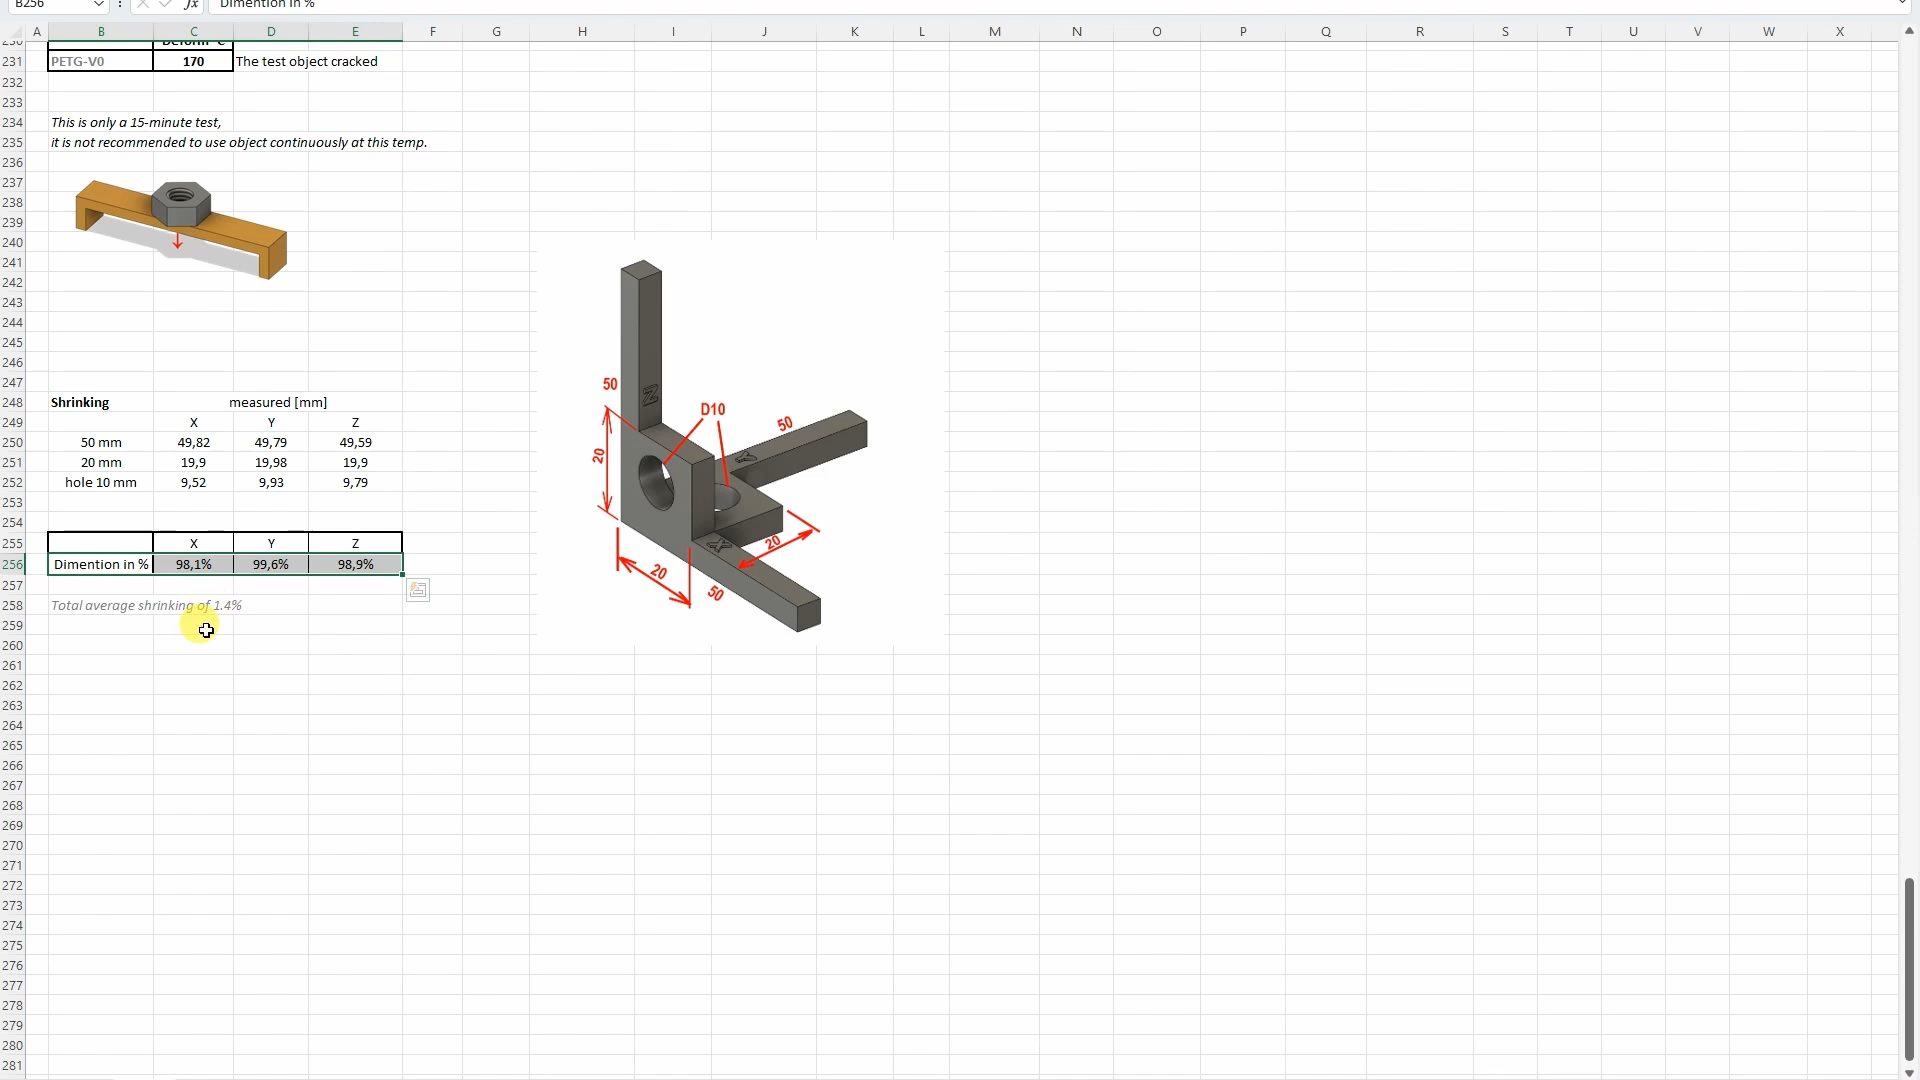 B256
fx
Dimention in %
A B C D E F G H I J K L M N O P Q R S T U V W X
230 Deform °C
231 PETG-V0 170 The test object cracked
232
233
234 This is only a 15-minute test,
235 it is not recommended to use object continuously at this temp.
236
237
238
239
240
241
242
243
244
245
246
247
248 Shrinking measured [mm]
249 X Y Z
250 50 mm 49,82 49,79 49,59
251 20 mm 19,9 19,98 19,9
252 hole 10 mm 9,52 9,93 9,79
253
254
255 X Y Z
256 Dimention in % 98,1% 99,6% 98,9%
257
258 Total average shrinking of 1.4%
259
260
261
262
263
264
265
266
267
268
269
270
271
272
273
274
275
276
277
278
279
280
281
Z
50
D10
50
20
Y
X
20
20
50